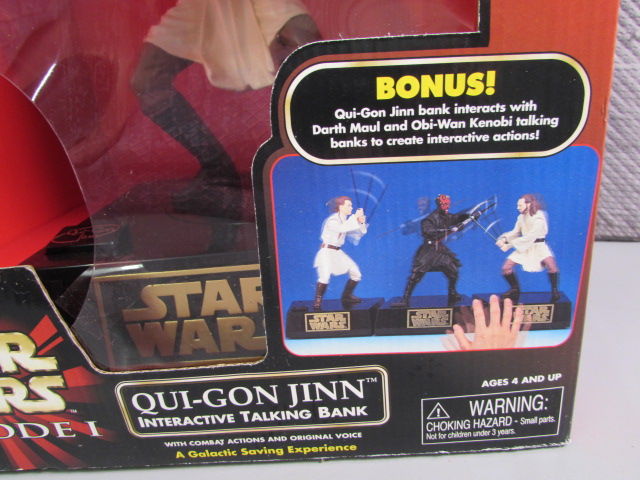 BONUS!
Qui-Gon Jinn bank interacts with
Darth Maul and Obi-Wan Kenobi talking
banks to create interactive actions!
STAR
WARS
STAR
WARS
STAR
WARS
STAR
WARS
QUI-GON JINN™
INTERACTIVE TALKING BANK
WITH COMBAT ACTIONS AND ORIGINAL VOICE
A Galactic Saving Experience
AGES 4 AND UP
WARNING:
CHOKING HAZARD - Small parts.
Not for children under 3 years.
AR
ARS™
ODE I